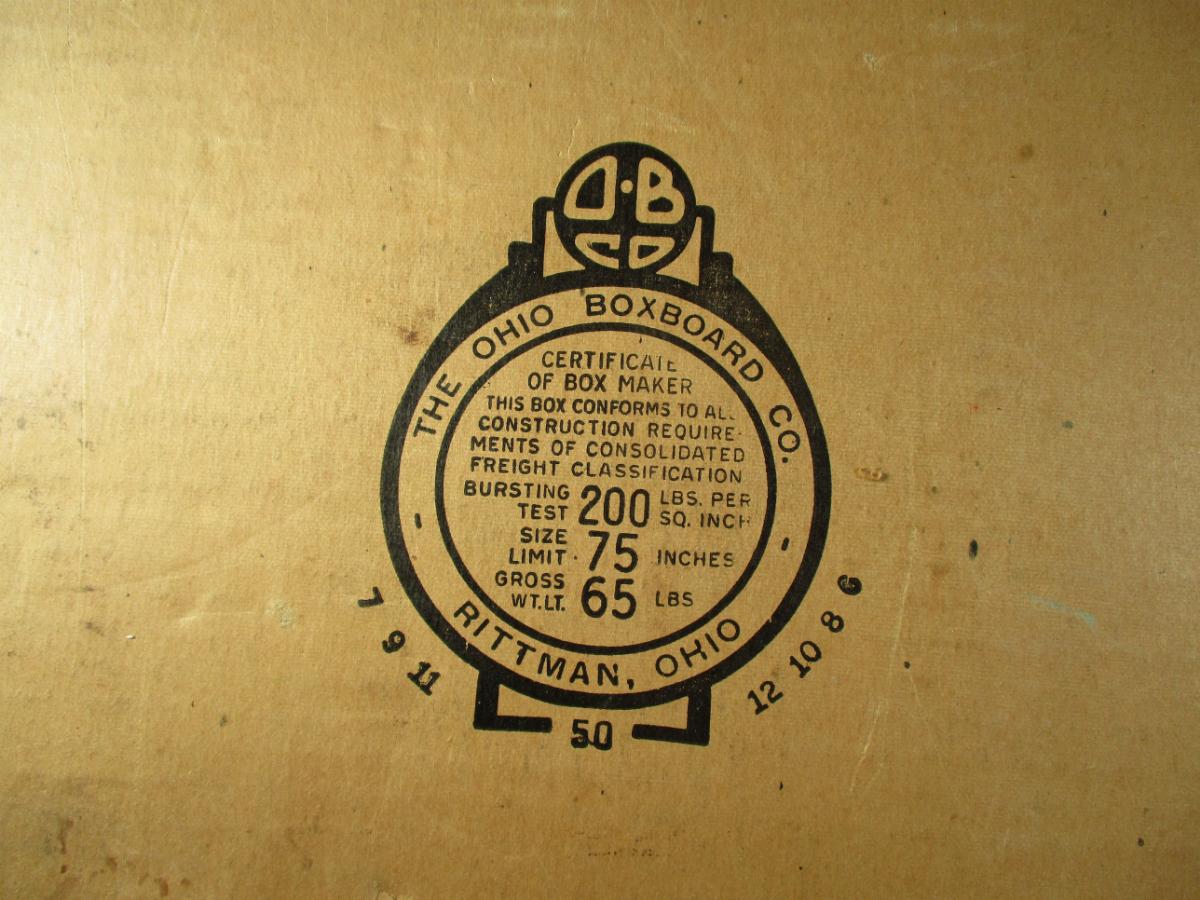 O·B
CO
THE OHIO BOXBOARD CO.
CERTIFICATE
OF BOX MAKER
THIS BOX CONFORMS TO ALL
CONSTRUCTION REQUIRE-
MENTS OF CONSOLIDATED
FREIGHT CLASSIFICATION
BURSTING TEST 200 LBS. PER SQ. INCH
SIZE LIMIT · 75 INCHES
GROSS WT. LT. 65 LBS
- RITTMAN, OHIO -
7 9 11
50
12 10 8 6